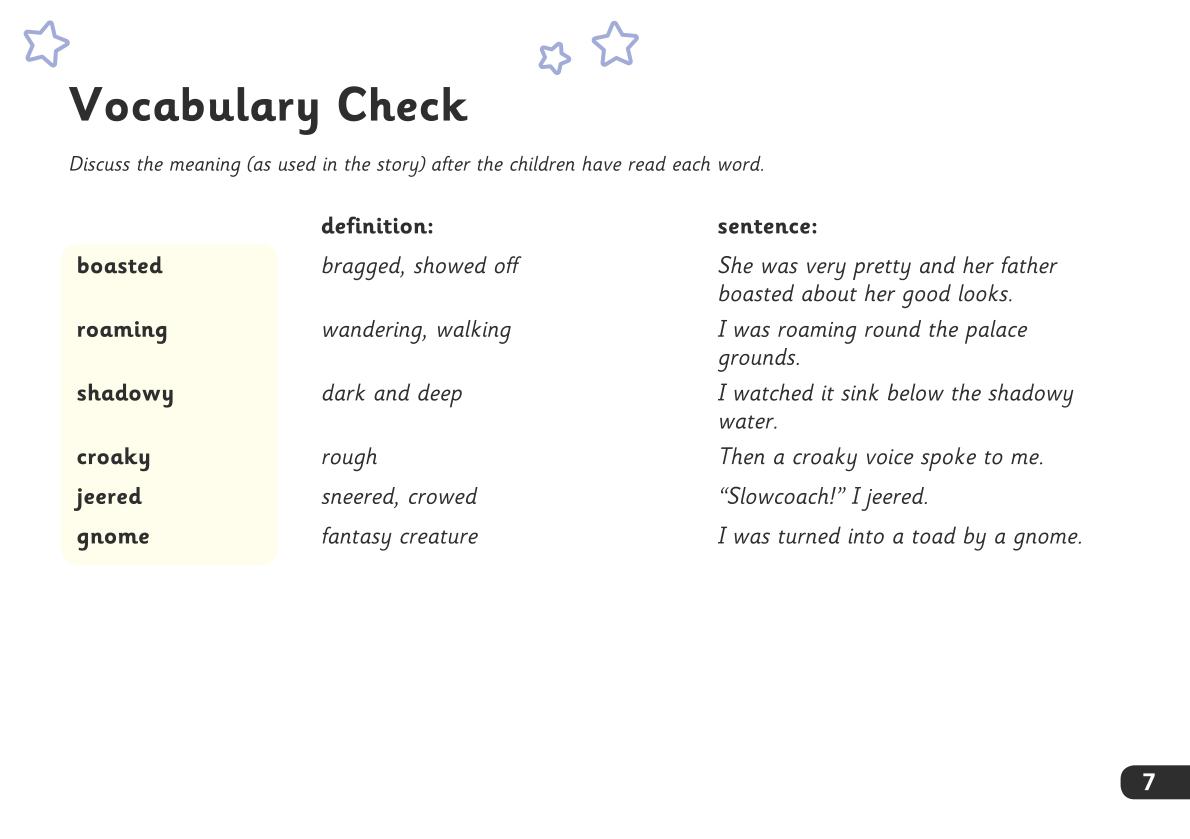 Vocabulary Check
Discuss the meaning (as used in the story) after the children have read each word.
definition: sentence:
boasted bragged, showed off She was very pretty and her father
boasted about her good looks.
roaming wandering, walking I was roaming round the palace
grounds.
shadowy dark and deep I watched it sink below the shadowy
water.
croaky rough Then a croaky voice spoke to me.
jeered sneered, crowed “Slowcoach!” I jeered.
gnome fantasy creature I was turned into a toad by a gnome.
7